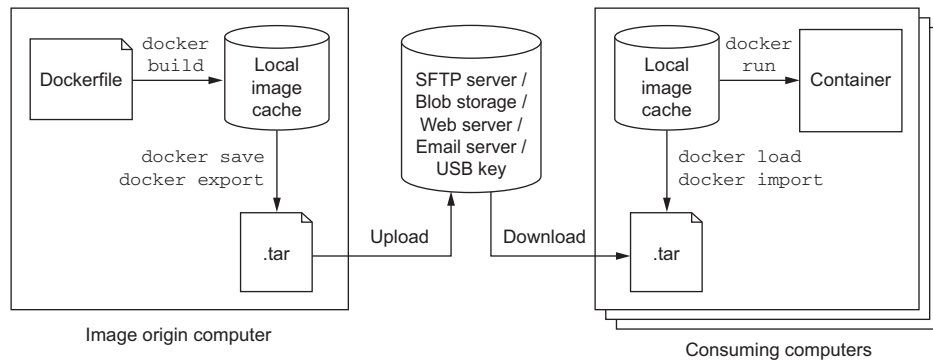 Dockerfile
docker
build
Local
image
cache
docker save
docker export
.tar
Image origin computer
Upload
SFTP server /
Blob storage /
Web server /
Email server /
USB key
Download
Local
image
cache
docker
run
Container
docker load
docker import
.tar
Consuming computers